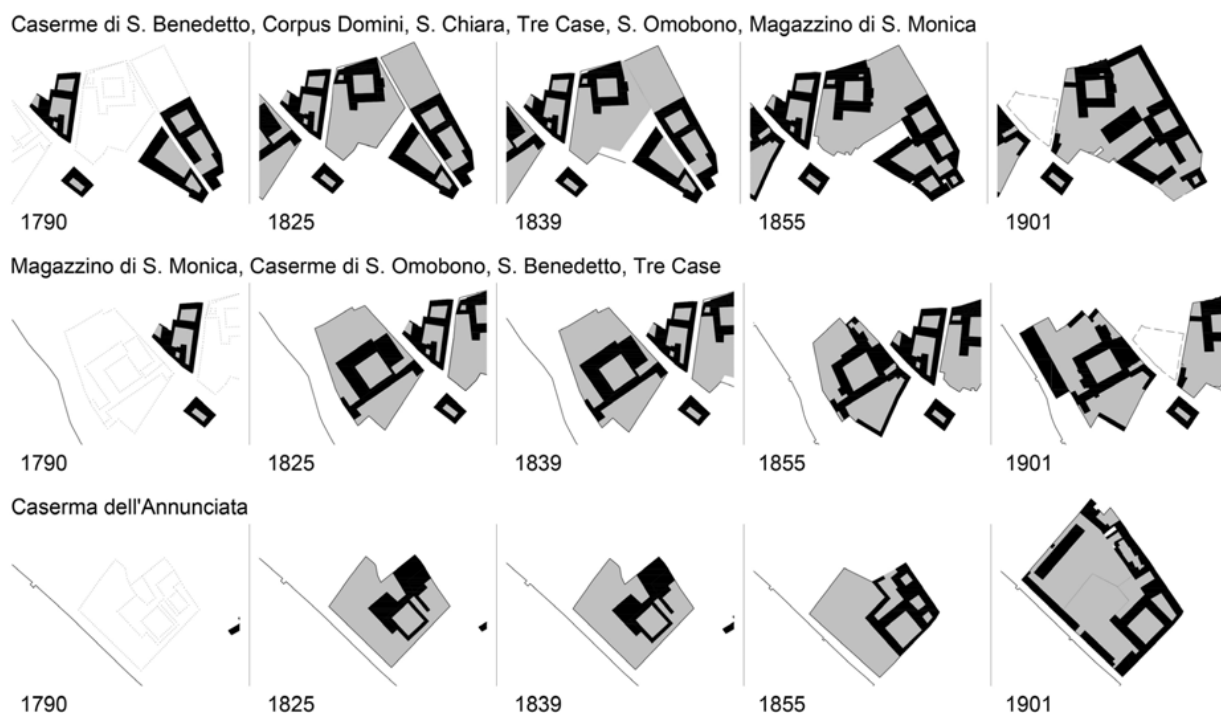 Caserme di S. Benedetto, Corpus Domini, S. Chiara, Tre Case, S. Omobono, Magazzino di S. Monica
1790 1825 1839 1855 1901
Magazzino di S. Monica, Caserme di S. Omobono, S. Benedetto, Tre Case
1790 1825 1839 1855 1901
Caserma dell'Annunciata
1790 1825 1839 1855 1901